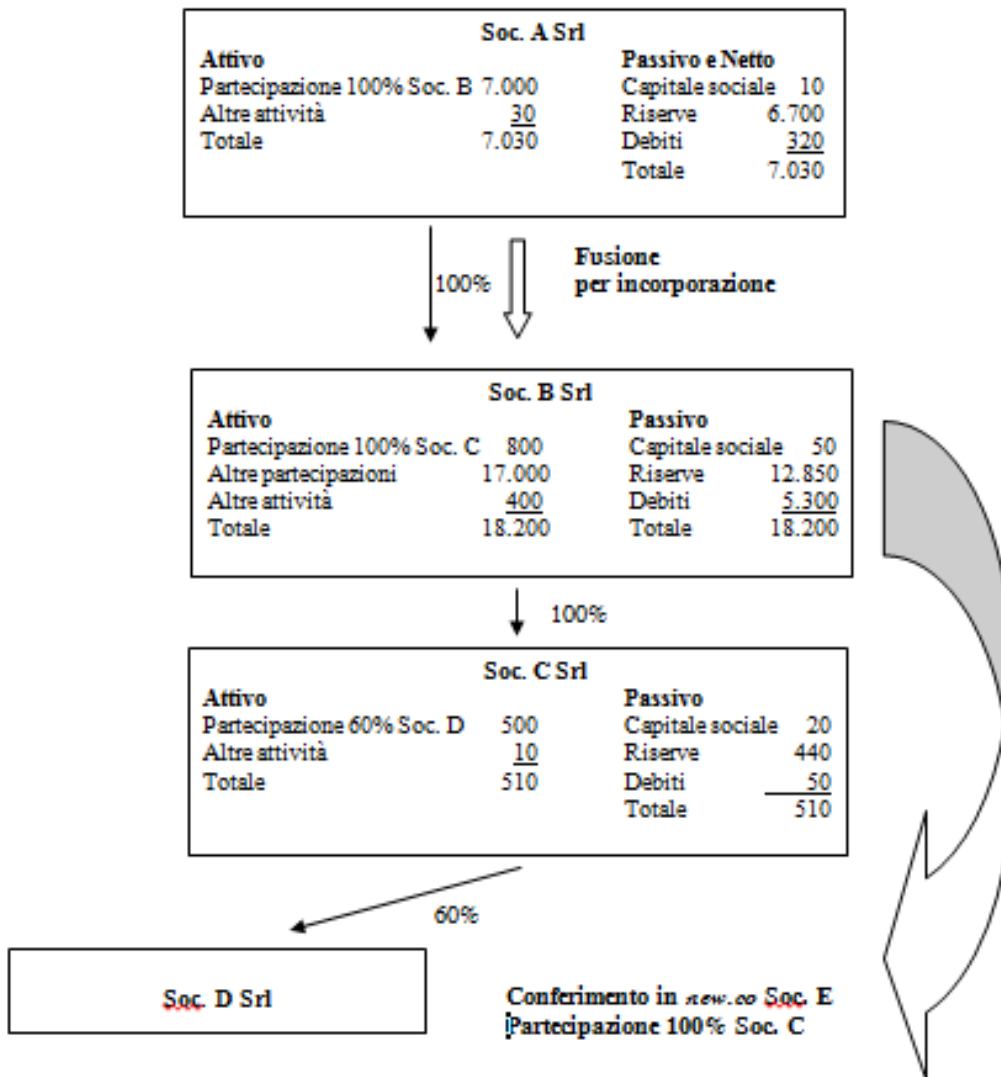 Soc. A Srl
Attivo Passivo e Netto
Partecipazione 100% Soc. B 7.000 Capitale sociale 10
Altre attività 30 Riserve 6.700
Totale 7.030 Debiti 320
Totale 7.030
100%
Fusione
per incorporazione
Soc. B Srl
Attivo Passivo
Partecipazione 100% Soc. C 800 Capitale sociale 50
Altre partecipazioni 17.000 Riserve 12.850
Altre attività 400 Debiti 5.300
Totale 18.200 Totale 18.200
100%
Soc. C Srl
Attivo Passivo
Partecipazione 60% Soc. D 500 Capitale sociale 20
Altre attività 10 Riserve 440
Totale 510 Debiti 50
Totale 510
60%
Soc. D Srl
Conferimento in new.co Soc. E
Partecipazione 100% Soc. C